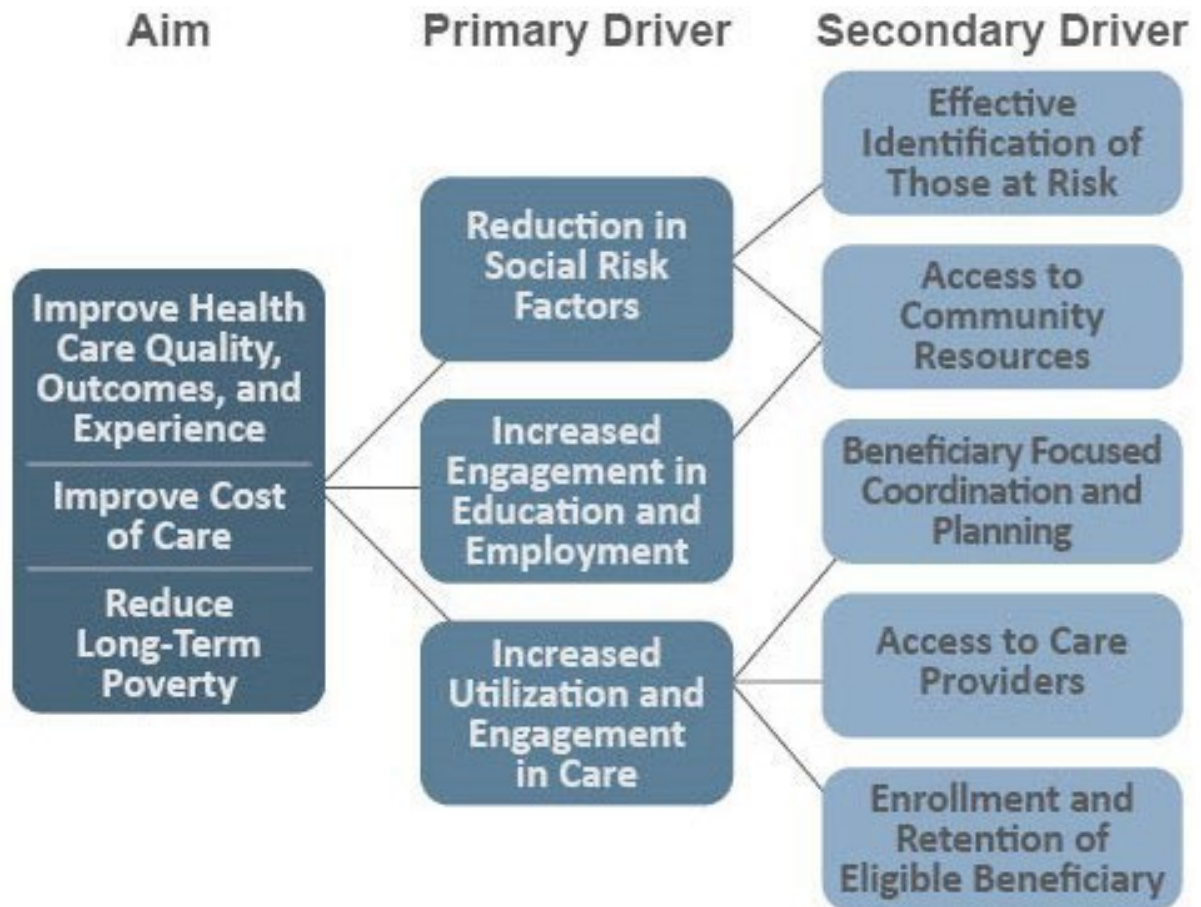 Aim
Primary Driver
Secondary Driver
Improve Health
Care Quality,
Outcomes, and
Experience
Improve Cost
of Care
Reduce
Long-Term
Poverty
Reduction in
Social Risk
Factors
Increased
Engagement in
Education and
Employment
Increased
Utilization and
Engagement
in Care
Effective
Identification of
Those at Risk
Access to
Community
Resources
Beneficiary Focused
Coordination and
Planning
Access to Care
Providers
Enrollment and
Retention of
Eligible Beneficiary